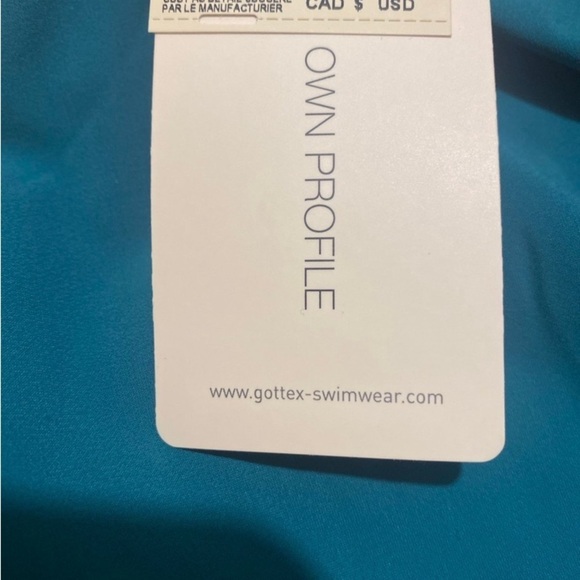 PAR LE MANUFACTURIER
CAD $ USD
OWN PROFILE
www.gottex-swimwear.com